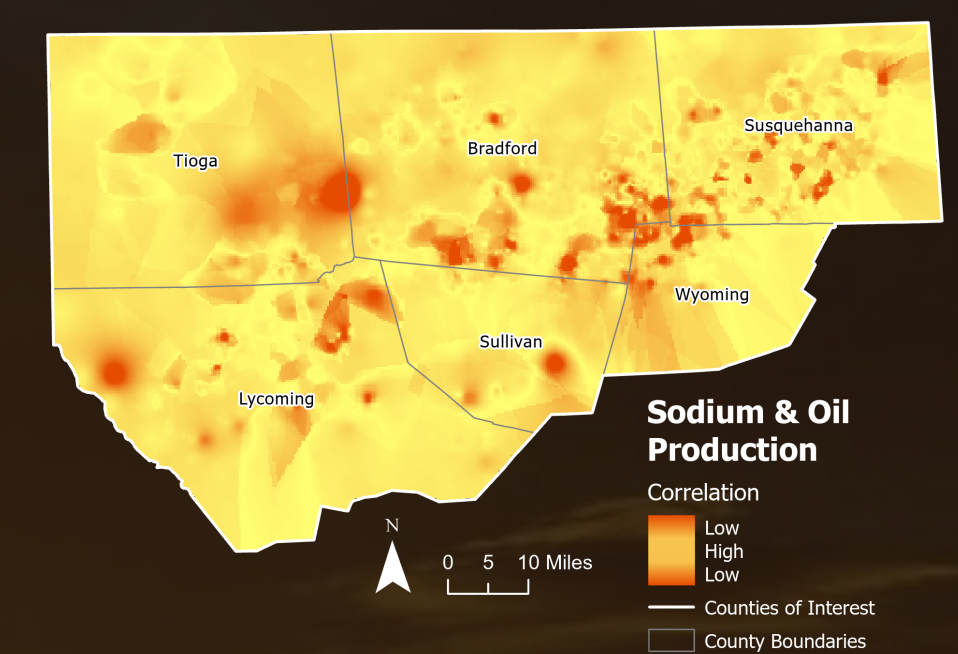 Susquehanna
Bradford
Tioga
Wyoming
Sullivan
Lycoming
Sodium & Oil
Production
Correlation
Low
High
Low
Counties of Interest
County Boundaries
N
0 5 10 Miles